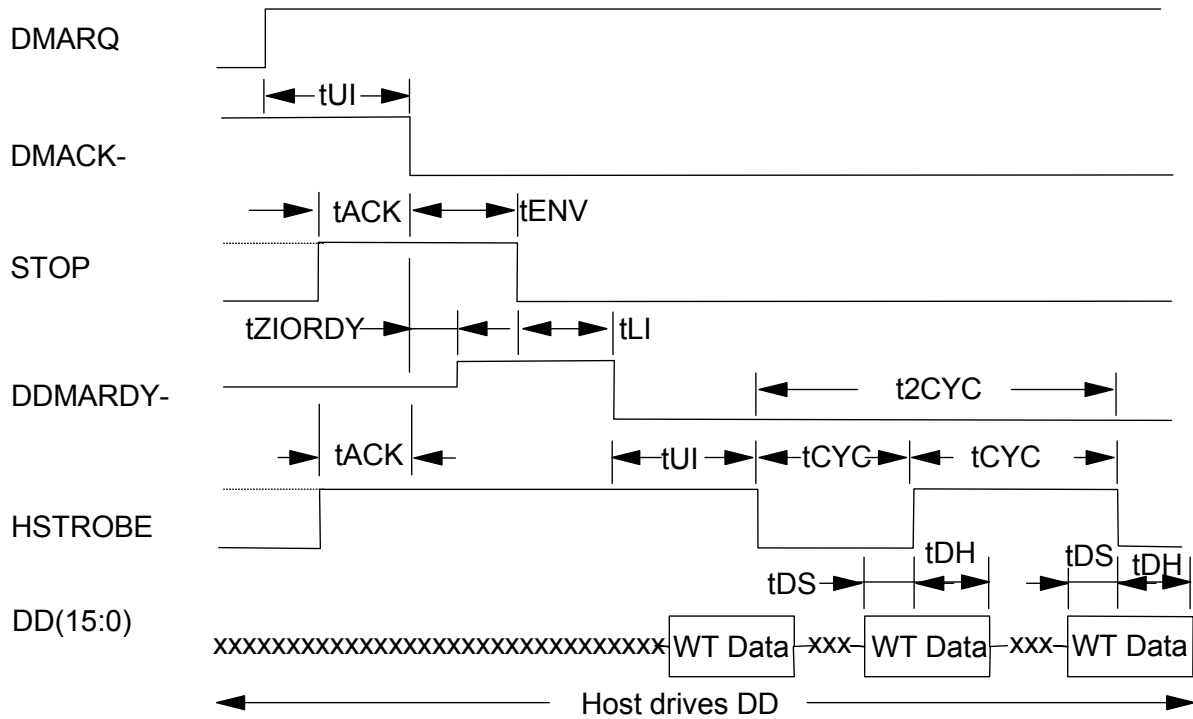 DMARQ
tUI
DMACK-
tACK tENV
STOP
tZIORDY tLI
DDMARDY- t2CYC
tACK tUI tCYC tCYC
HSTROBE
tDS tDH tDS tDH
DD(15:0)
xxxxxxxxxxxxxxxxxxxxxxxxxxxxxxx WT Data xxx WT Data xxx WT Data
Host drives DD